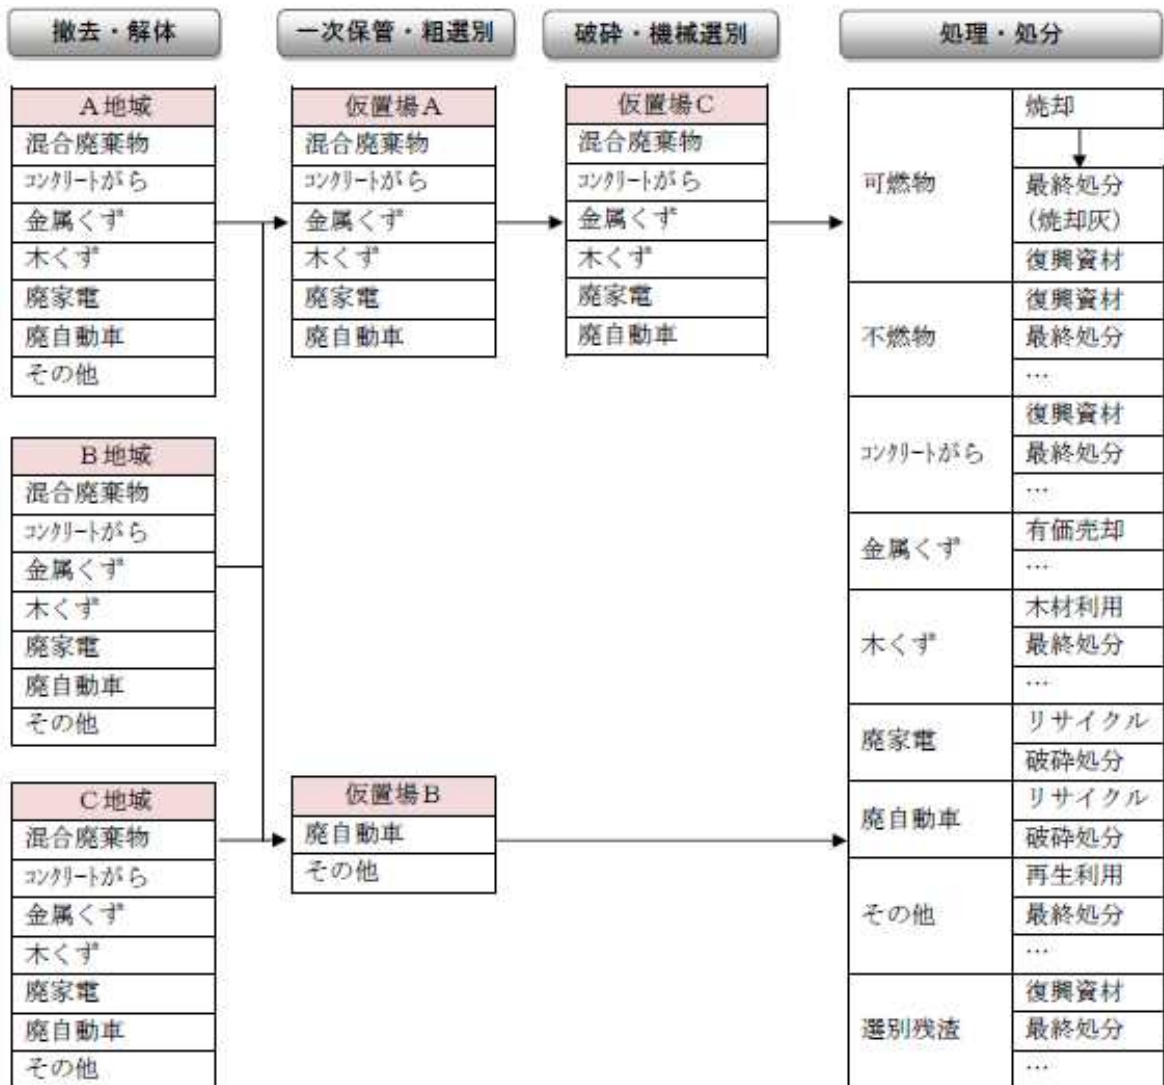 撤去・解体
一次保管・粗選別
破砕・機械選別
処理・処分
A地域
混合廃棄物
コンクリートがら
金属くず
木くず
廃家電
廃自動車
その他
B地域
混合廃棄物
コンクリートがら
金属くず
木くず
廃家電
廃自動車
その他
C地域
混合廃棄物
コンクリートがら
金属くず
木くず
廃家電
廃自動車
その他
仮置場A
混合廃棄物
コンクリートがら
金属くず
木くず
廃家電
廃自動車
仮置場B
廃自動車
その他
仮置場C
混合廃棄物
コンクリートがら
金属くず
木くず
廃家電
廃自動車
可燃物
焼却
最終処分
(焼却灰)
復興資材
不燃物
復興資材
最終処分
…
コンクリートがら
復興資材
最終処分
…
金属くず
有価売却
…
木くず
木材利用
最終処分
…
廃家電
リサイクル
破砕処分
廃自動車
リサイクル
破砕処分
その他
再生利用
最終処分
…
選別残渣
復興資材
最終処分
…